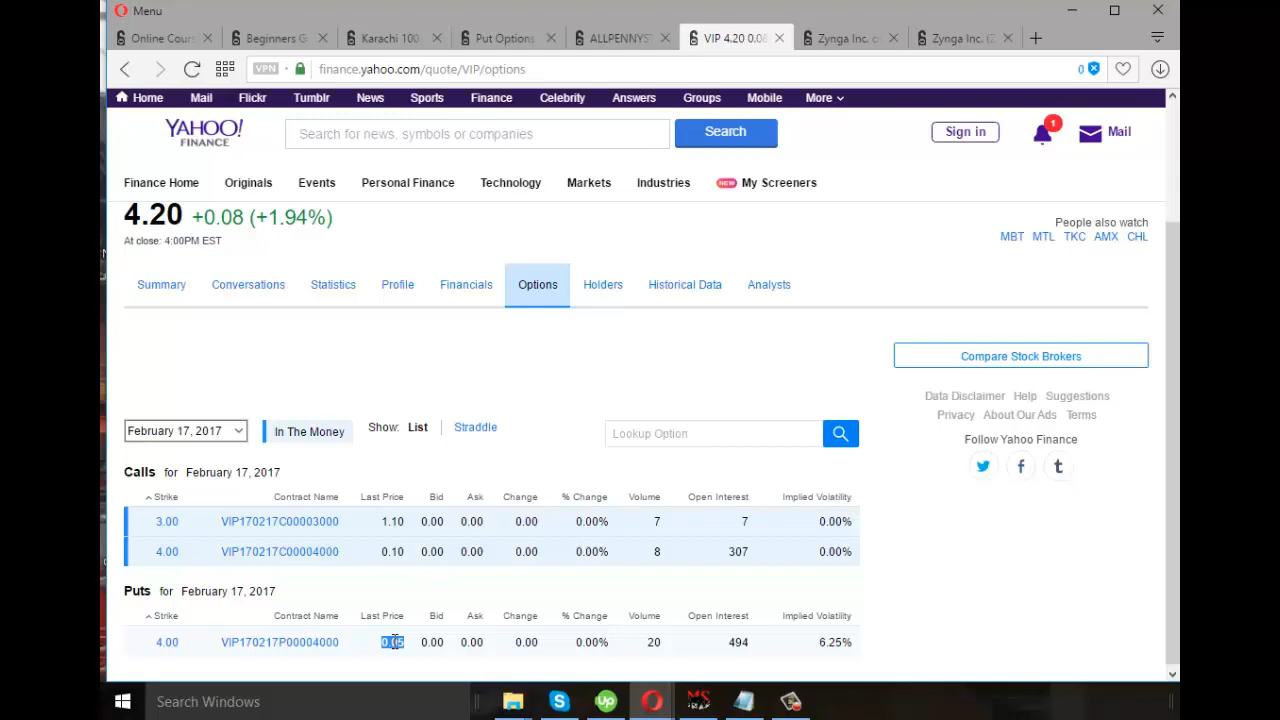 Menu
Online Cour
Beginners G
Karachi 100
Put Options
ALLPENNYS
VIP 4.20 0.08
Zynga Inc. c
Zynga Inc. (Z
VPN
finance.yahoo.com/quote/VIP/options
0
Home Mail Flickr Tumblr News Sports Finance Celebrity Answers Groups Mobile More
YAHOO!
FINANCE
Search for news, symbols or companies
Search
Sign in
1
Mail
Finance Home Originals Events Personal Finance Technology Markets Industries NEW My Screeners
4.20 +0.08 (+1.94%)
At close: 4:00PM EST
People also watch
MBT MTL TKC AMX CHL
Summary Conversations Statistics Profile Financials Options Holders Historical Data Analysts
Compare Stock Brokers
Data Disclaimer Help Suggestions
Privacy About Our Ads Terms
Follow Yahoo Finance
February 17, 2017 In The Money Show: List Straddle
Lookup Option
Calls for February 17, 2017
Strike Contract Name Last Price Bid Ask Change % Change Volume Open Interest Implied Volatility
3.00 VIP170217C00003000 1.10 0.00 0.00 0.00 0.00% 7 7 0.00%
4.00 VIP170217C00004000 0.10 0.00 0.00 0.00 0.00% 8 307 0.00%
Puts for February 17, 2017
Strike Contract Name Last Price Bid Ask Change % Change Volume Open Interest Implied Volatility
4.00 VIP170217P00004000 0.00 0.00 0.00 0.00% 20 494 6.25%
Search Windows
Up